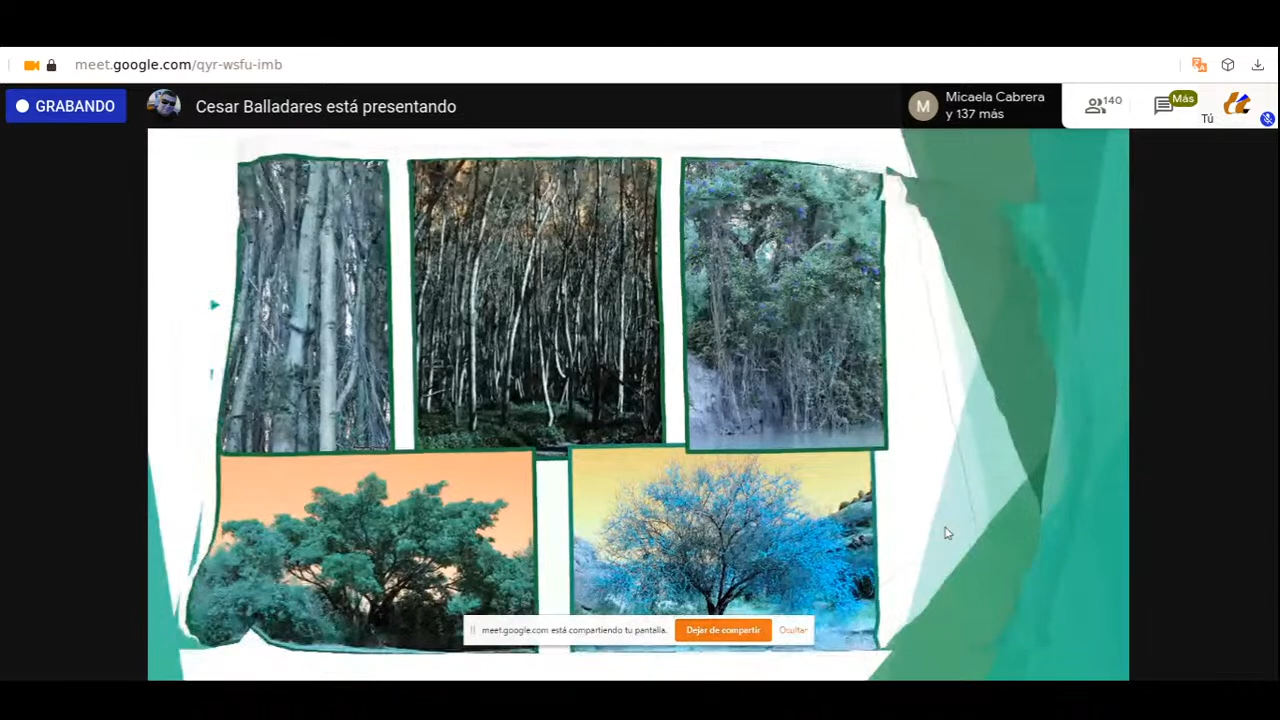 meet.google.com/qyr-wsfu-imb
GRABANDO
Cesar Balladares está presentando
M
Micaela Cabrera
y 137 más
140
Más
Tú
meet.google.com está compartiendo tu pantalla.
Dejar de compartir
Ocultar